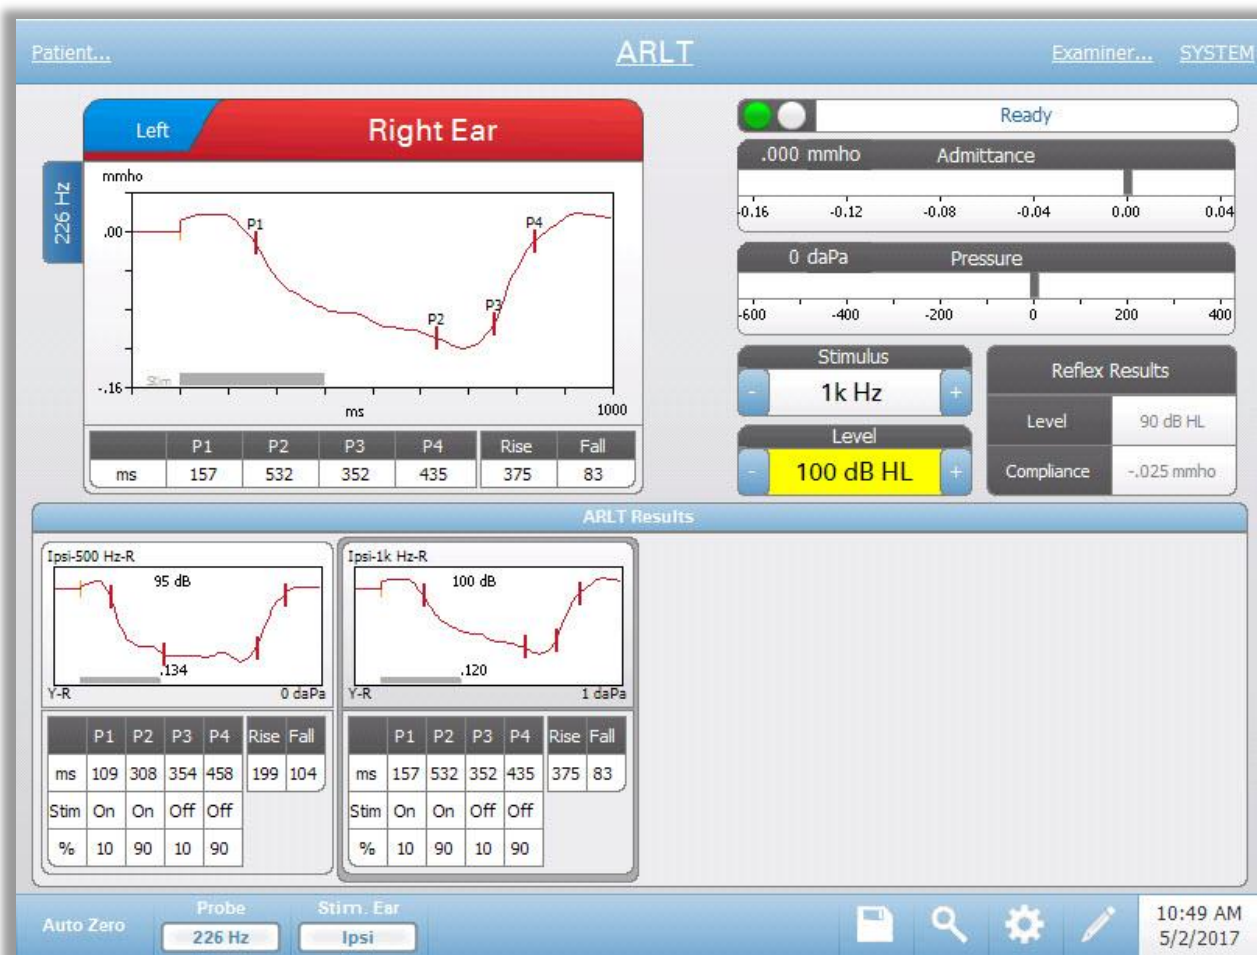 Patient... ARLT Examiner... SYSTEM
Left Right Ear
226 Hz
mmho
.00
-.16
P1
P2
P3
P4
Stim
ms 1000
P1 P2 P3 P4 Rise Fall
ms 157 532 352 435 375 83
Ready
.000 mmho Admittance
-0.16 -0.12 -0.08 -0.04 0.00 0.04
0 daPa Pressure
-600 -400 -200 0 200 400
Stimulus
- 1k Hz +
Level
- 100 dB HL +
Reflex Results
Level 90 dB HL
Compliance -.025 mmho
ARLT Results
Ipsi-500 Hz-R
95 dB
.134
Y-R 0 daPa
P1 P2 P3 P4 Rise Fall
ms 109 308 354 458 199 104
Stim On On Off Off
% 10 90 10 90
Ipsi-1k Hz-R
100 dB
.120
Y-R 1 daPa
P1 P2 P3 P4 Rise Fall
ms 157 532 352 435 375 83
Stim On On Off Off
% 10 90 10 90
Auto Zero
Probe
226 Hz
Stim. Ear
Ipsi
10:49 AM
5/2/2017